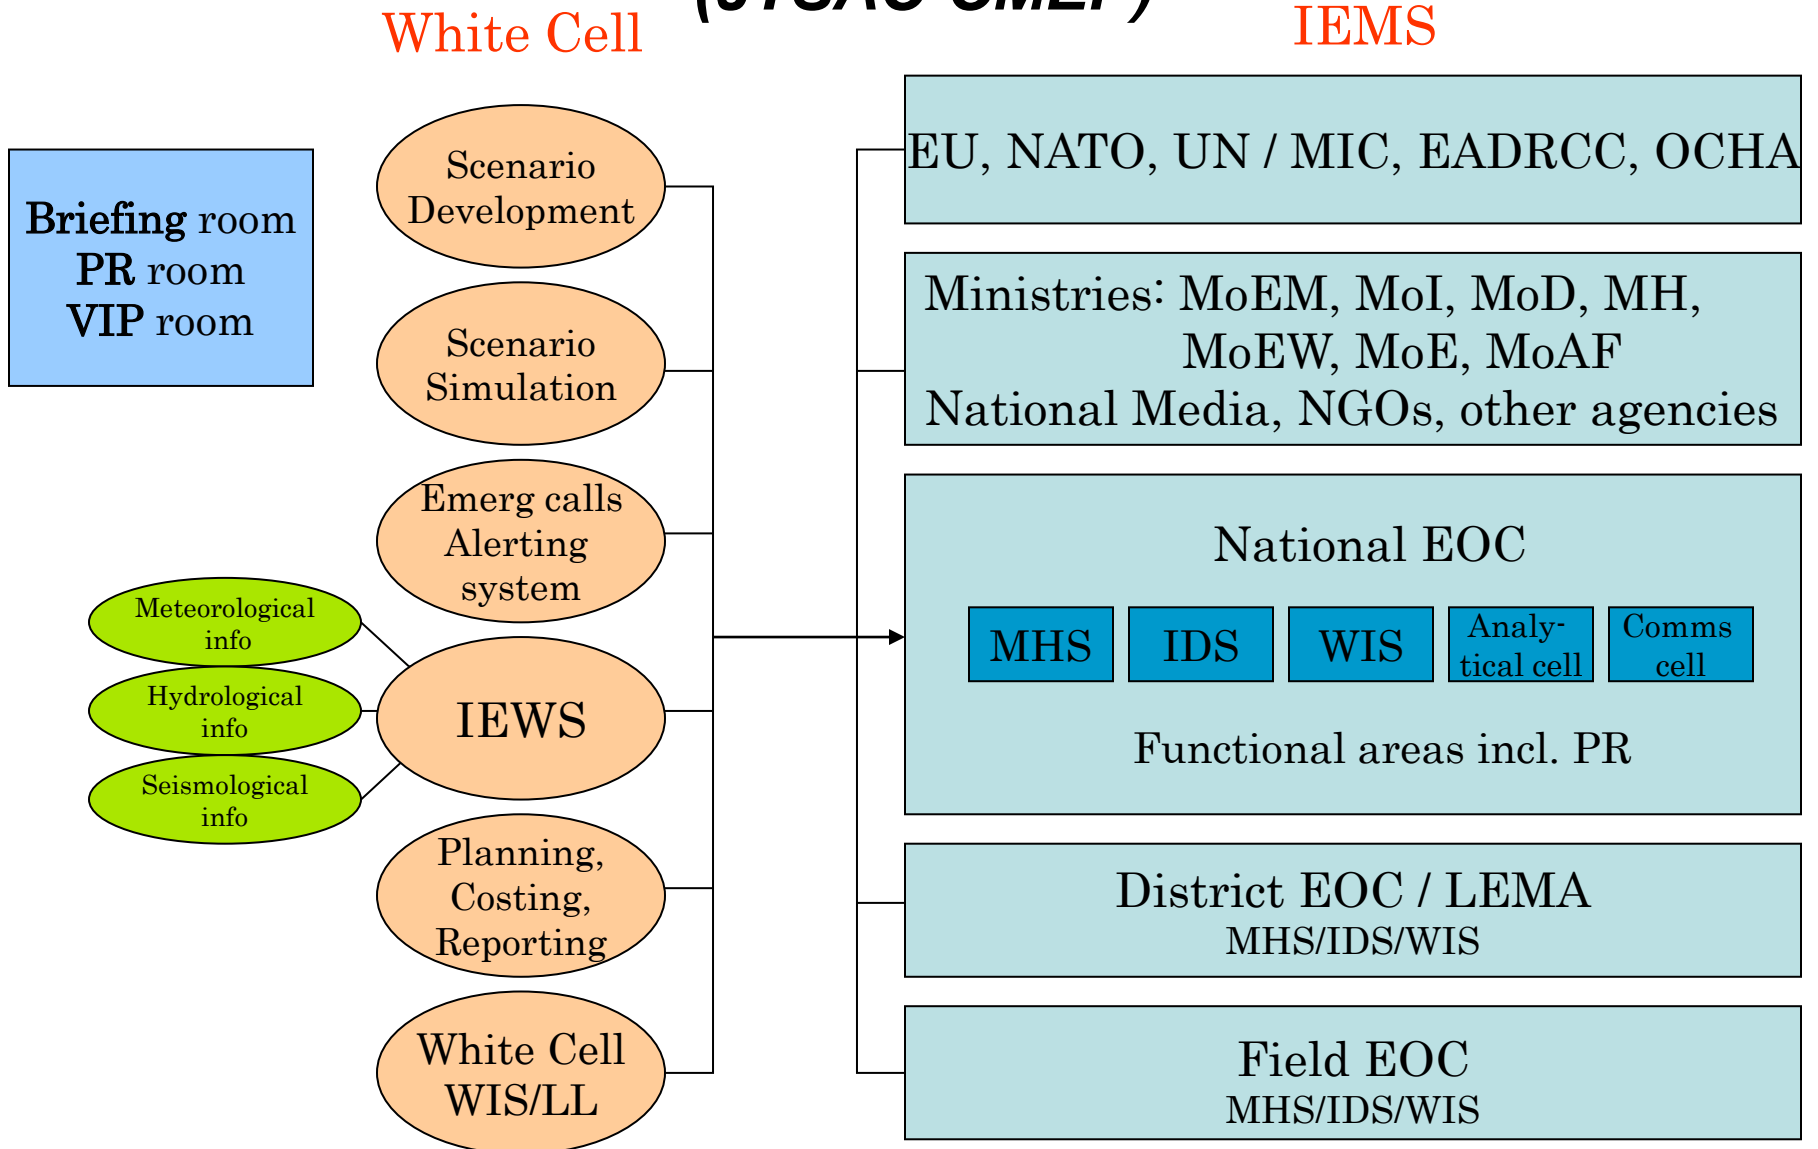 White Cell
IEMS
Briefing room
PR room
VIP room
Scenario
Development
Scenario
Simulation
Emerg calls
Alerting
system
Meteorological
info
Hydrological
info
Seismological
info
IEWS
Planning,
Costing,
Reporting
White Cell
WIS/LL
EU, NATO, UN / MIC, EADRCC, OCHA
Ministries: MoEM, MoI, MoD, MH,
MoEW, MoE, MoAF
National Media, NGOs, other agencies
National EOC
MHS
IDS
WIS
Analy-
tical cell
Comms
cell
Functional areas incl. PR
District EOC / LEMA
MHS/IDS/WIS
Field EOC
MHS/IDS/WIS